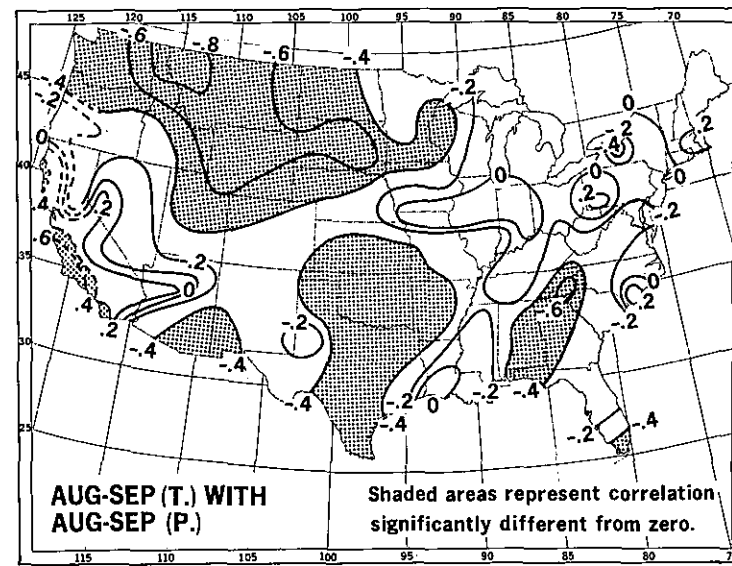 125 120 115 110 105 100 95 90 85 80 75 70
-.6 -.8 -.6 -.4
45 -.4 -.2
-.2 0 .2
-.2 .4
40 0 0 0 0
.2 .2
.4 -.2
35 .6 .2
0 0
.4 -.2 -.6 .2
30 .2 -.4 -.4 -.2
-.4 -.2 0 -.2 -.4
25 -.2 -.4
AUG-SEP (T.) WITH
AUG-SEP (P.)
Shaded areas represent correlation
significantly different from zero.
115 110 105 100 95 90 85 80 75 70